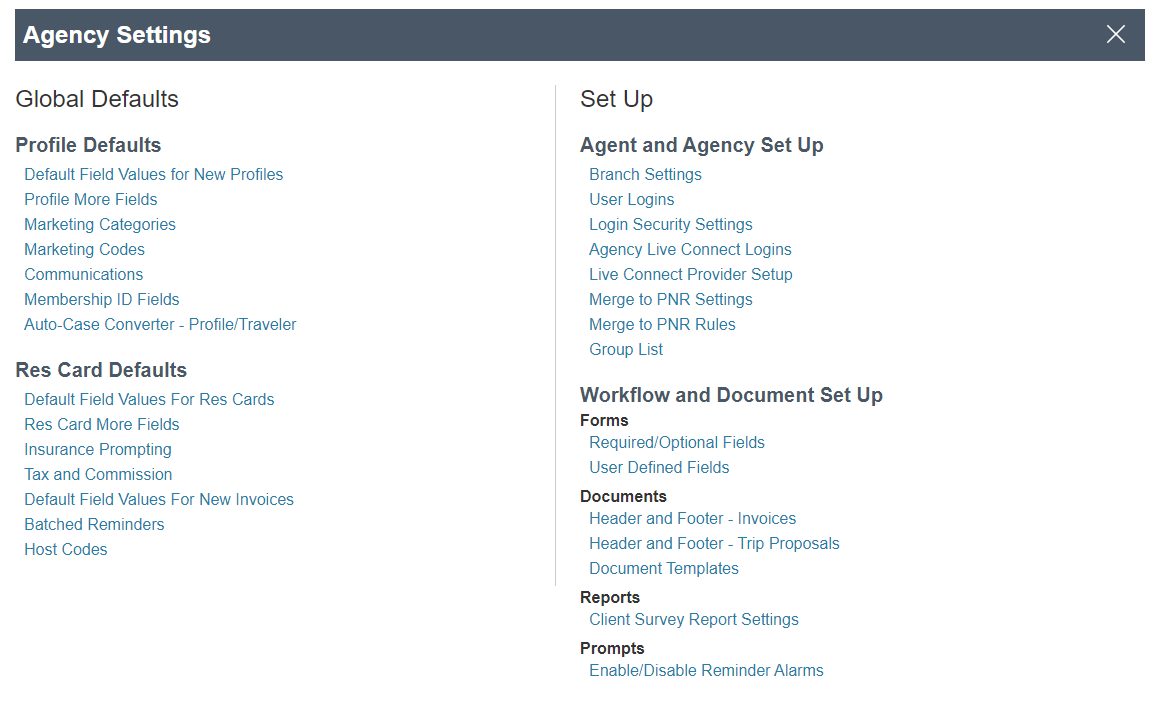 Agency Settings
Global Defaults
Profile Defaults
Default Field Values for New Profiles
Profile More Fields
Marketing Categories
Marketing Codes
Communications
Membership ID Fields
Auto-Case Converter - Profile/Traveler
Res Card Defaults
Default Field Values For Res Cards
Res Card More Fields
Insurance Prompting
Tax and Commission
Default Field Values For New Invoices
Batched Reminders
Host Codes
Set Up
Agent and Agency Set Up
Branch Settings
User Logins
Login Security Settings
Agency Live Connect Logins
Live Connect Provider Setup
Merge to PNR Settings
Merge to PNR Rules
Group List
Workflow and Document Set Up
Forms
Required/Optional Fields
User Defined Fields
Documents
Header and Footer - Invoices
Header and Footer - Trip Proposals
Document Templates
Reports
Client Survey Report Settings
Prompts
Enable/Disable Reminder Alarms